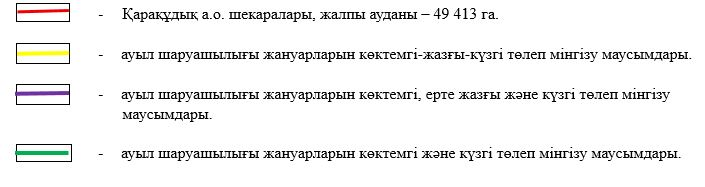 - Қарақұдық а.о. шекаралары, жалпы ауданы – 49 413 га.
- ауыл шаруашылығы жануарларын көктемгі-жазғы-күзгі төлеп мінгізу маусымдары.
- ауыл шаруашылығы жануарларын көктемгі, ерте жазғы және күзгі төлеп мінгізу
маусымдары.
- ауыл шаруашылығы жануарларын көктемгі және күзгі төлеп мінгізу маусымдары.